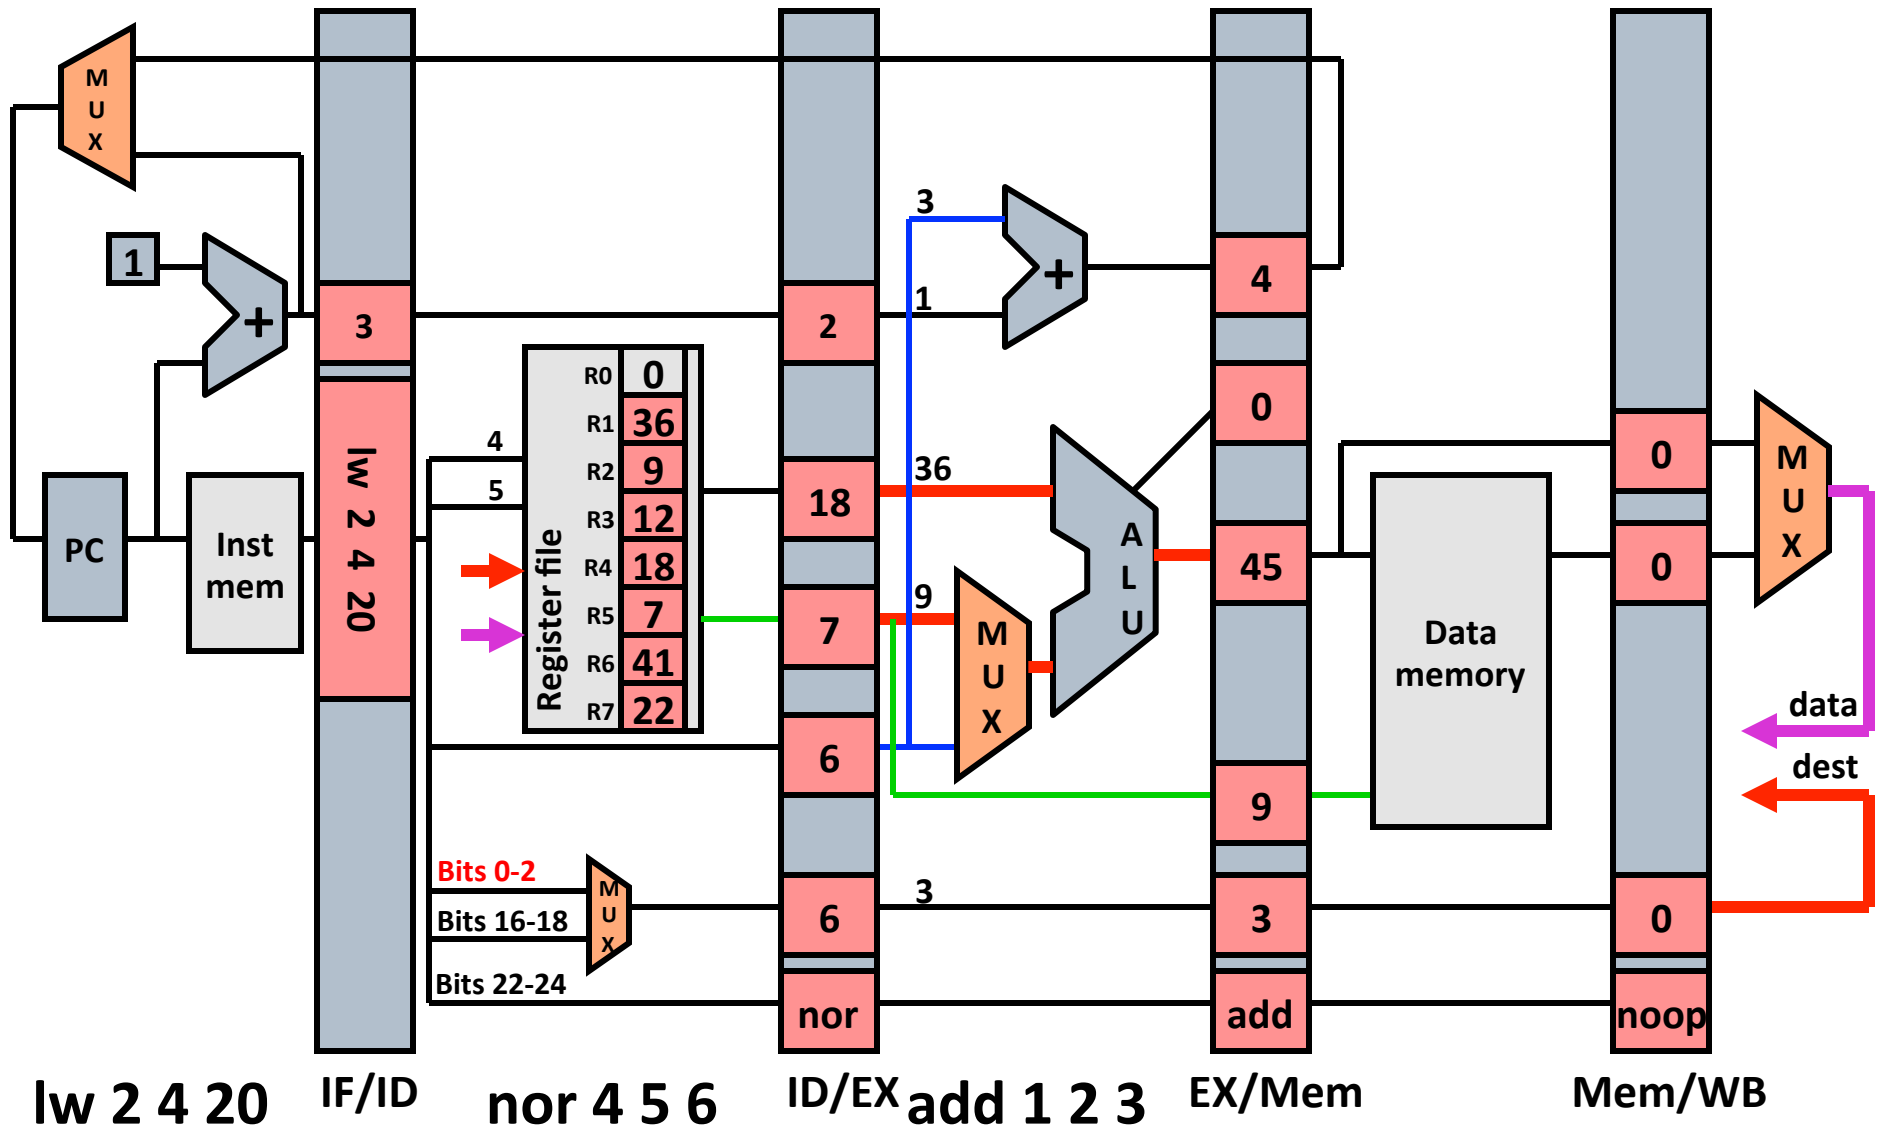 M
U
X
1
+
3
PC
Inst
mem
lw 2 4 20
4
5
Register file
R0 0
R1 36
R2 9
R3 12
R4 18
R5 7
R6 41
R7 22
Bits 0-2
Bits 16-18
Bits 22-24
M
U
X
2
18
7
6
6
nor
3
1
36
9
3
+
M
U
X
A
L
U
4
0
45
9
3
add
Data
memory
0
0
0
noop
M
U
X
data
dest
lw 2 4 20
IF/ID
nor 4 5 6
ID/EX
add 1 2 3
EX/Mem
Mem/WB